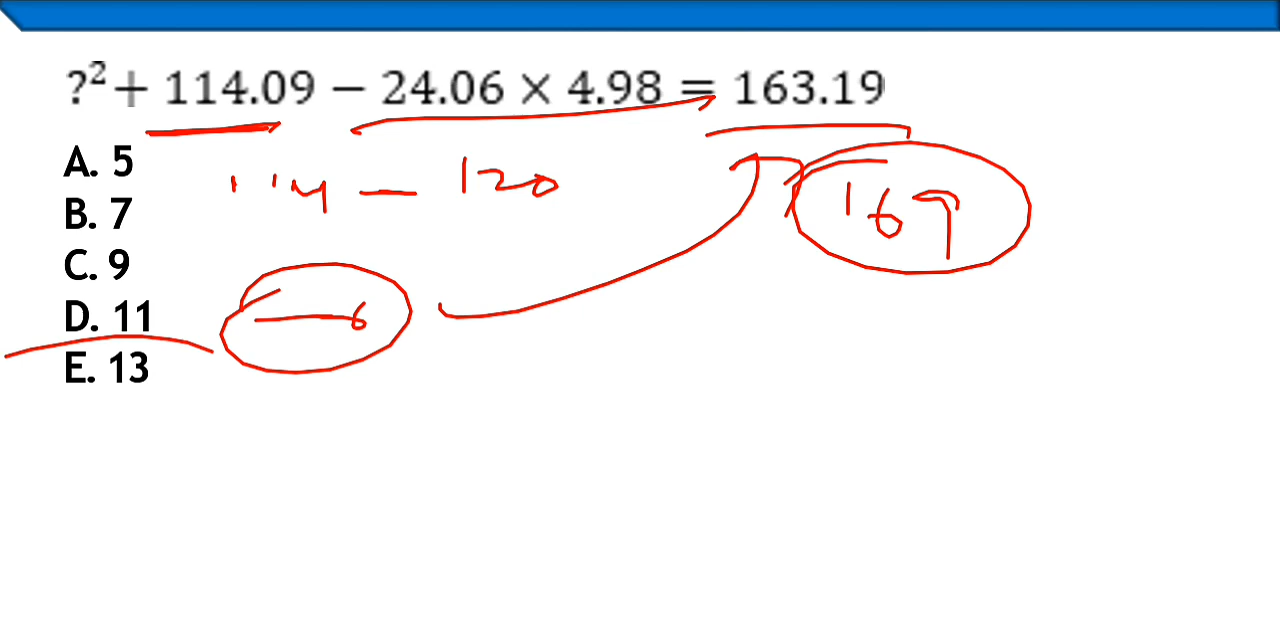 ?² + 114.09 − 24.06 × 4.98 = 163.19
A. 5
114 — 120
169
B. 7
C. 9
D. 11
— 6
E. 13